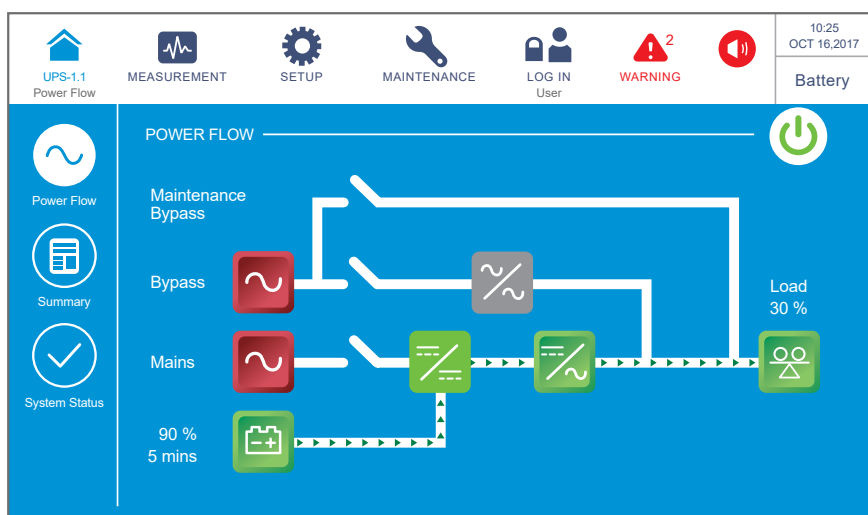 UPS-1.1
Power Flow
MEASUREMENT
SETUP
MAINTENANCE
LOG IN
User
2
WARNING
10:25
OCT 16,2017
Battery
Power Flow
Summary
System Status
POWER FLOW
Maintenance
Bypass
Bypass
Mains
90 %
5 mins
Load
30 %